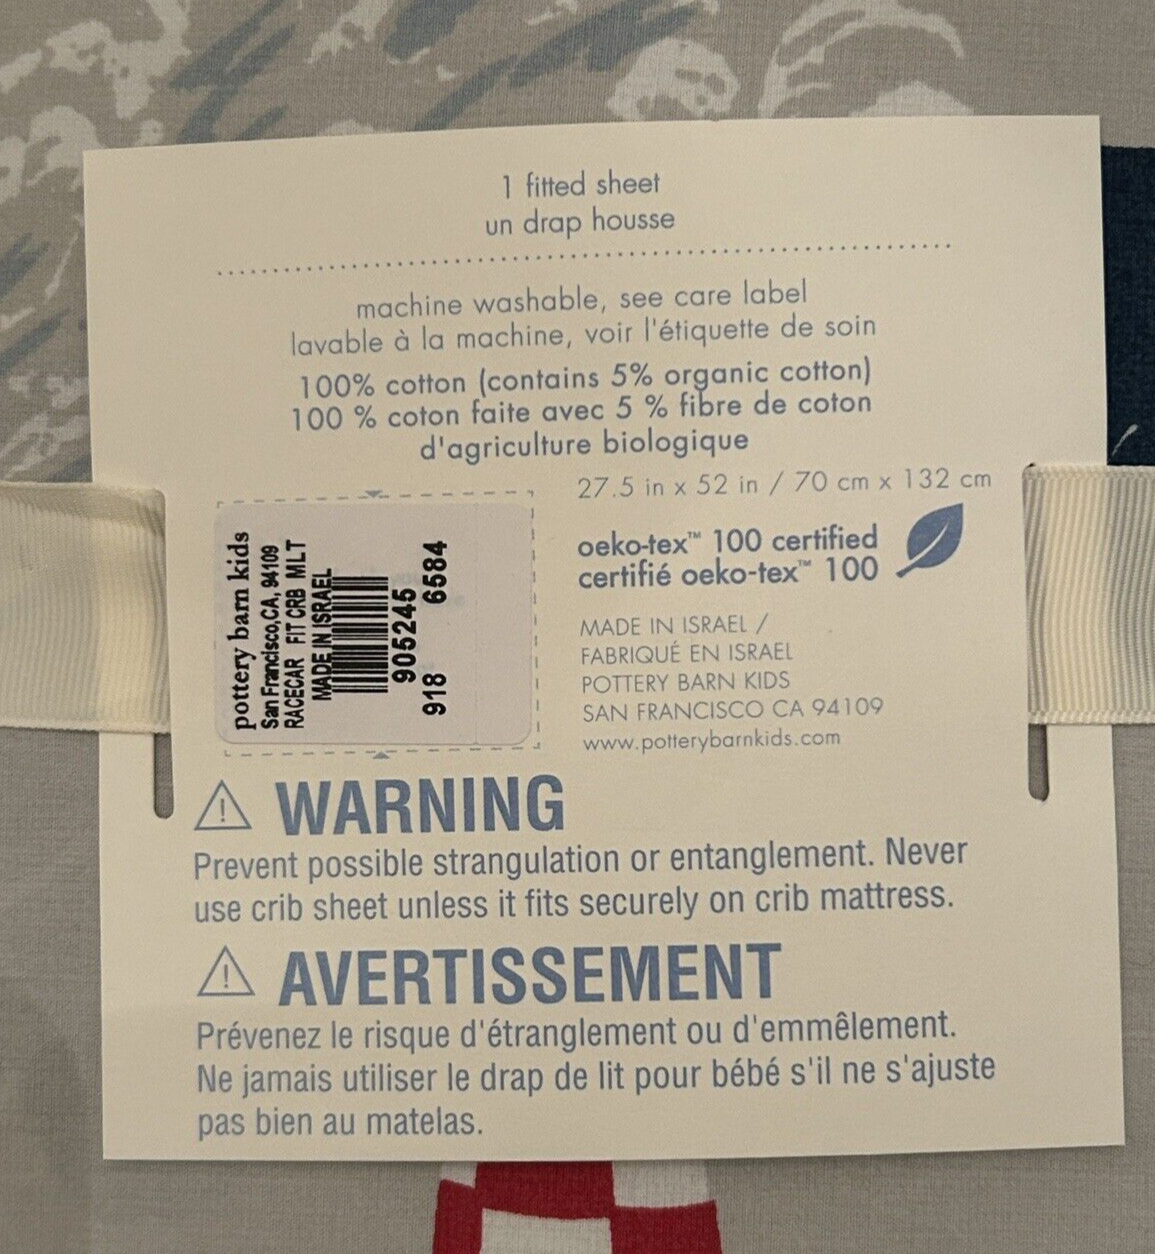 1 fitted sheet
un drap housse
machine washable, see care label
lavable à la machine, voir l'étiquette de soin
100% cotton (contains 5% organic cotton)
100 % coton faite avec 5 % fibre de coton
d'agriculture biologique
27.5 in x 52 in / 70 cm x 132 cm
oeko-tex™ 100 certified
certifié oeko-tex™ 100
MADE IN ISRAEL /
FABRIQUÉ EN ISRAEL
POTTERY BARN KIDS
SAN FRANCISCO CA 94109
www.potterybarnkids.com
pottery barn kids
San Francisco,CA, 94109
RACECAR FIT CRB MLT
MADE IN ISRAEL
905245
918 6584
WARNING
Prevent possible strangulation or entanglement. Never
use crib sheet unless it fits securely on crib mattress.
AVERTISSEMENT
Prévenez le risque d'étranglement ou d'emmêlement.
Ne jamais utiliser le drap de lit pour bébé s'il ne s'ajuste
pas bien au matelas.